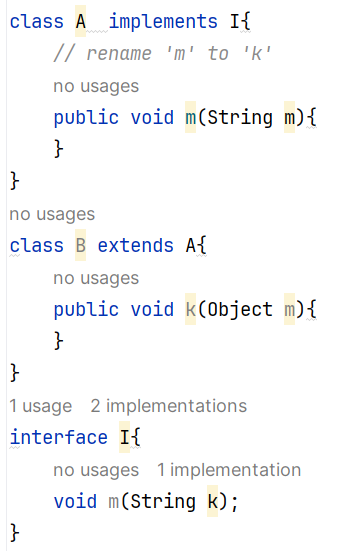 class A  implements I{
// rename 'm' to 'k'
no usages
public void m(String m){
}
}
no usages
class B extends A{
no usages
public void k(Object m){
}
}
1 usage   2 implementations
interface I{
no usages   1 implementation
void m(String k);
}